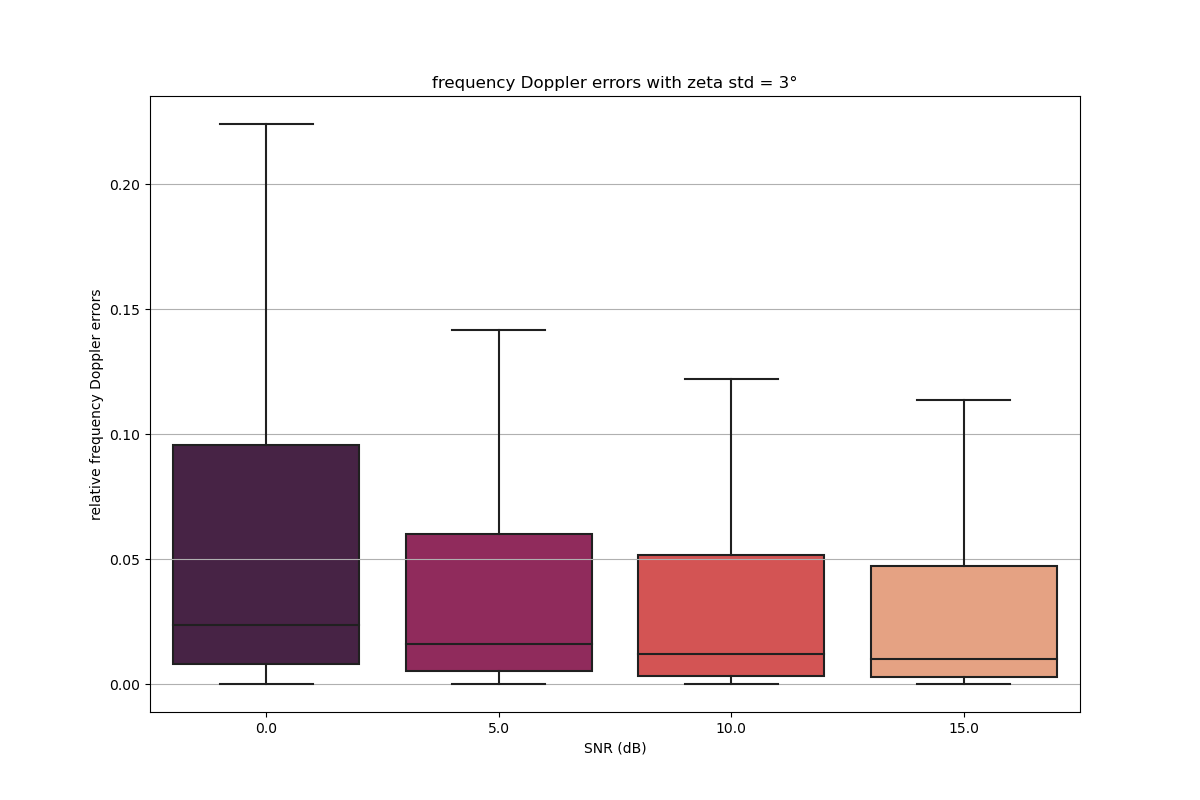 frequency Doppler errors with zeta std = 3°
relative frequency Doppler errors
0.20
0.15
0.10
0.05
0.00
0.0 5.0 10.0 15.0
SNR (dB)